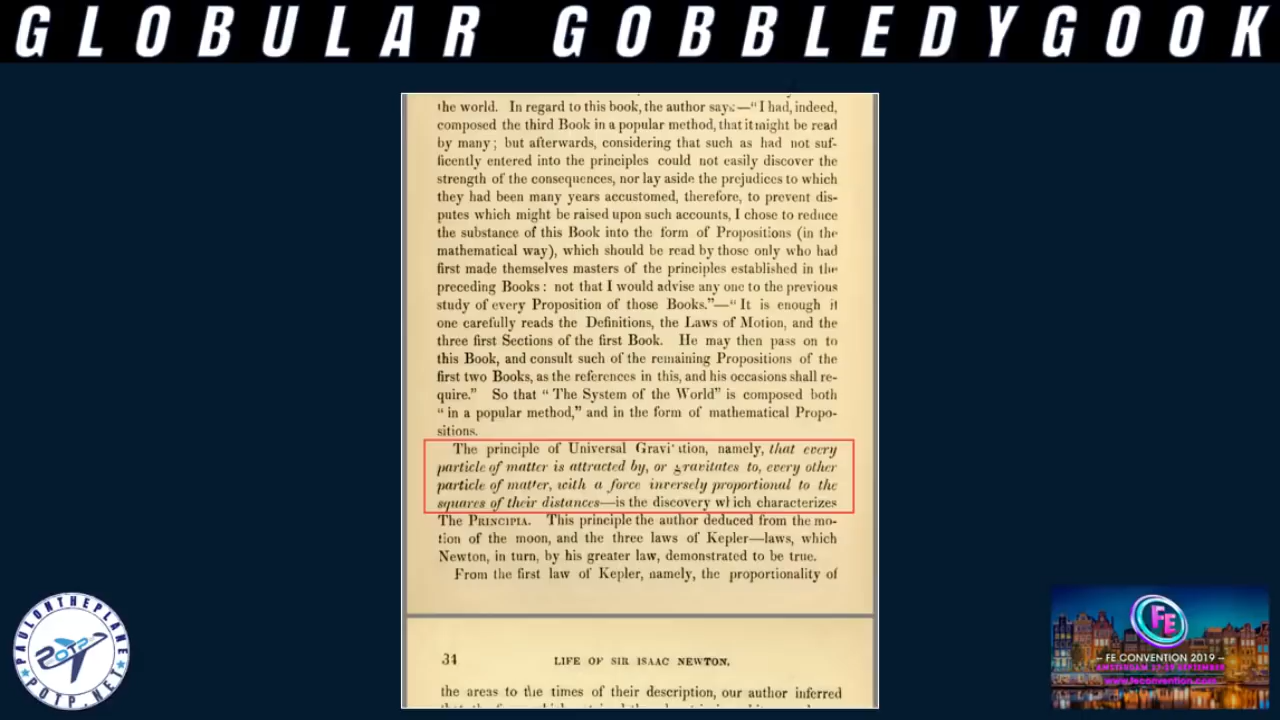 GLOBULAR GOBBLEDYGOOK
the world. In regard to this book, the author says:—“I had, indeed,
composed the third Book in a popular method, that it might be read
by many; but afterwards, considering that such as had not suf-
ficently entered into the principles could not easily discover the
strength of the consequences, nor lay aside the prejudices to which
they had been many years accustomed, therefore, to prevent dis-
putes which might be raised upon such accounts, I chose to reduce
the substance of this Book into the form of Propositions (in the
mathematical way), which should be read by those only who had
first made themselves masters of the principles established in the
preceding Books: not that I would advise any one to the previous
study of every Proposition of those Books.”—“It is enough if
one carefully reads the Definitions, the Laws of Motion, and the
three first Sections of the first Book. He may then pass on to
this Book, and consult such of the remaining Propositions of the
first two Books, as the references in this, and his occasions shall re-
quire.” So that “The System of the World” is composed both
“in a popular method,” and in the form of mathematical Propo-
sitions.
The principle of Universal Gravitation, namely, that every
particle of matter is attracted by, or gravitates to, every other
particle of matter, with a force inversely proportional to the
squares of their distances—is the discovery which characterizes
The PRINCIPIA. This principle the author deduced from the mo-
tion of the moon, and the three laws of Kepler—laws, which
Newton, in turn, by his greater law, demonstrated to be true.
From the first law of Kepler, namely, the proportionality of
34 LIFE OF SIR ISAAC NEWTON.
the areas to the times of their description, our author inferred
PAULONTHEPLANE
POTP
POTP.NET
FE
– FE CONVENTION 2019 –
www.feconvention.com